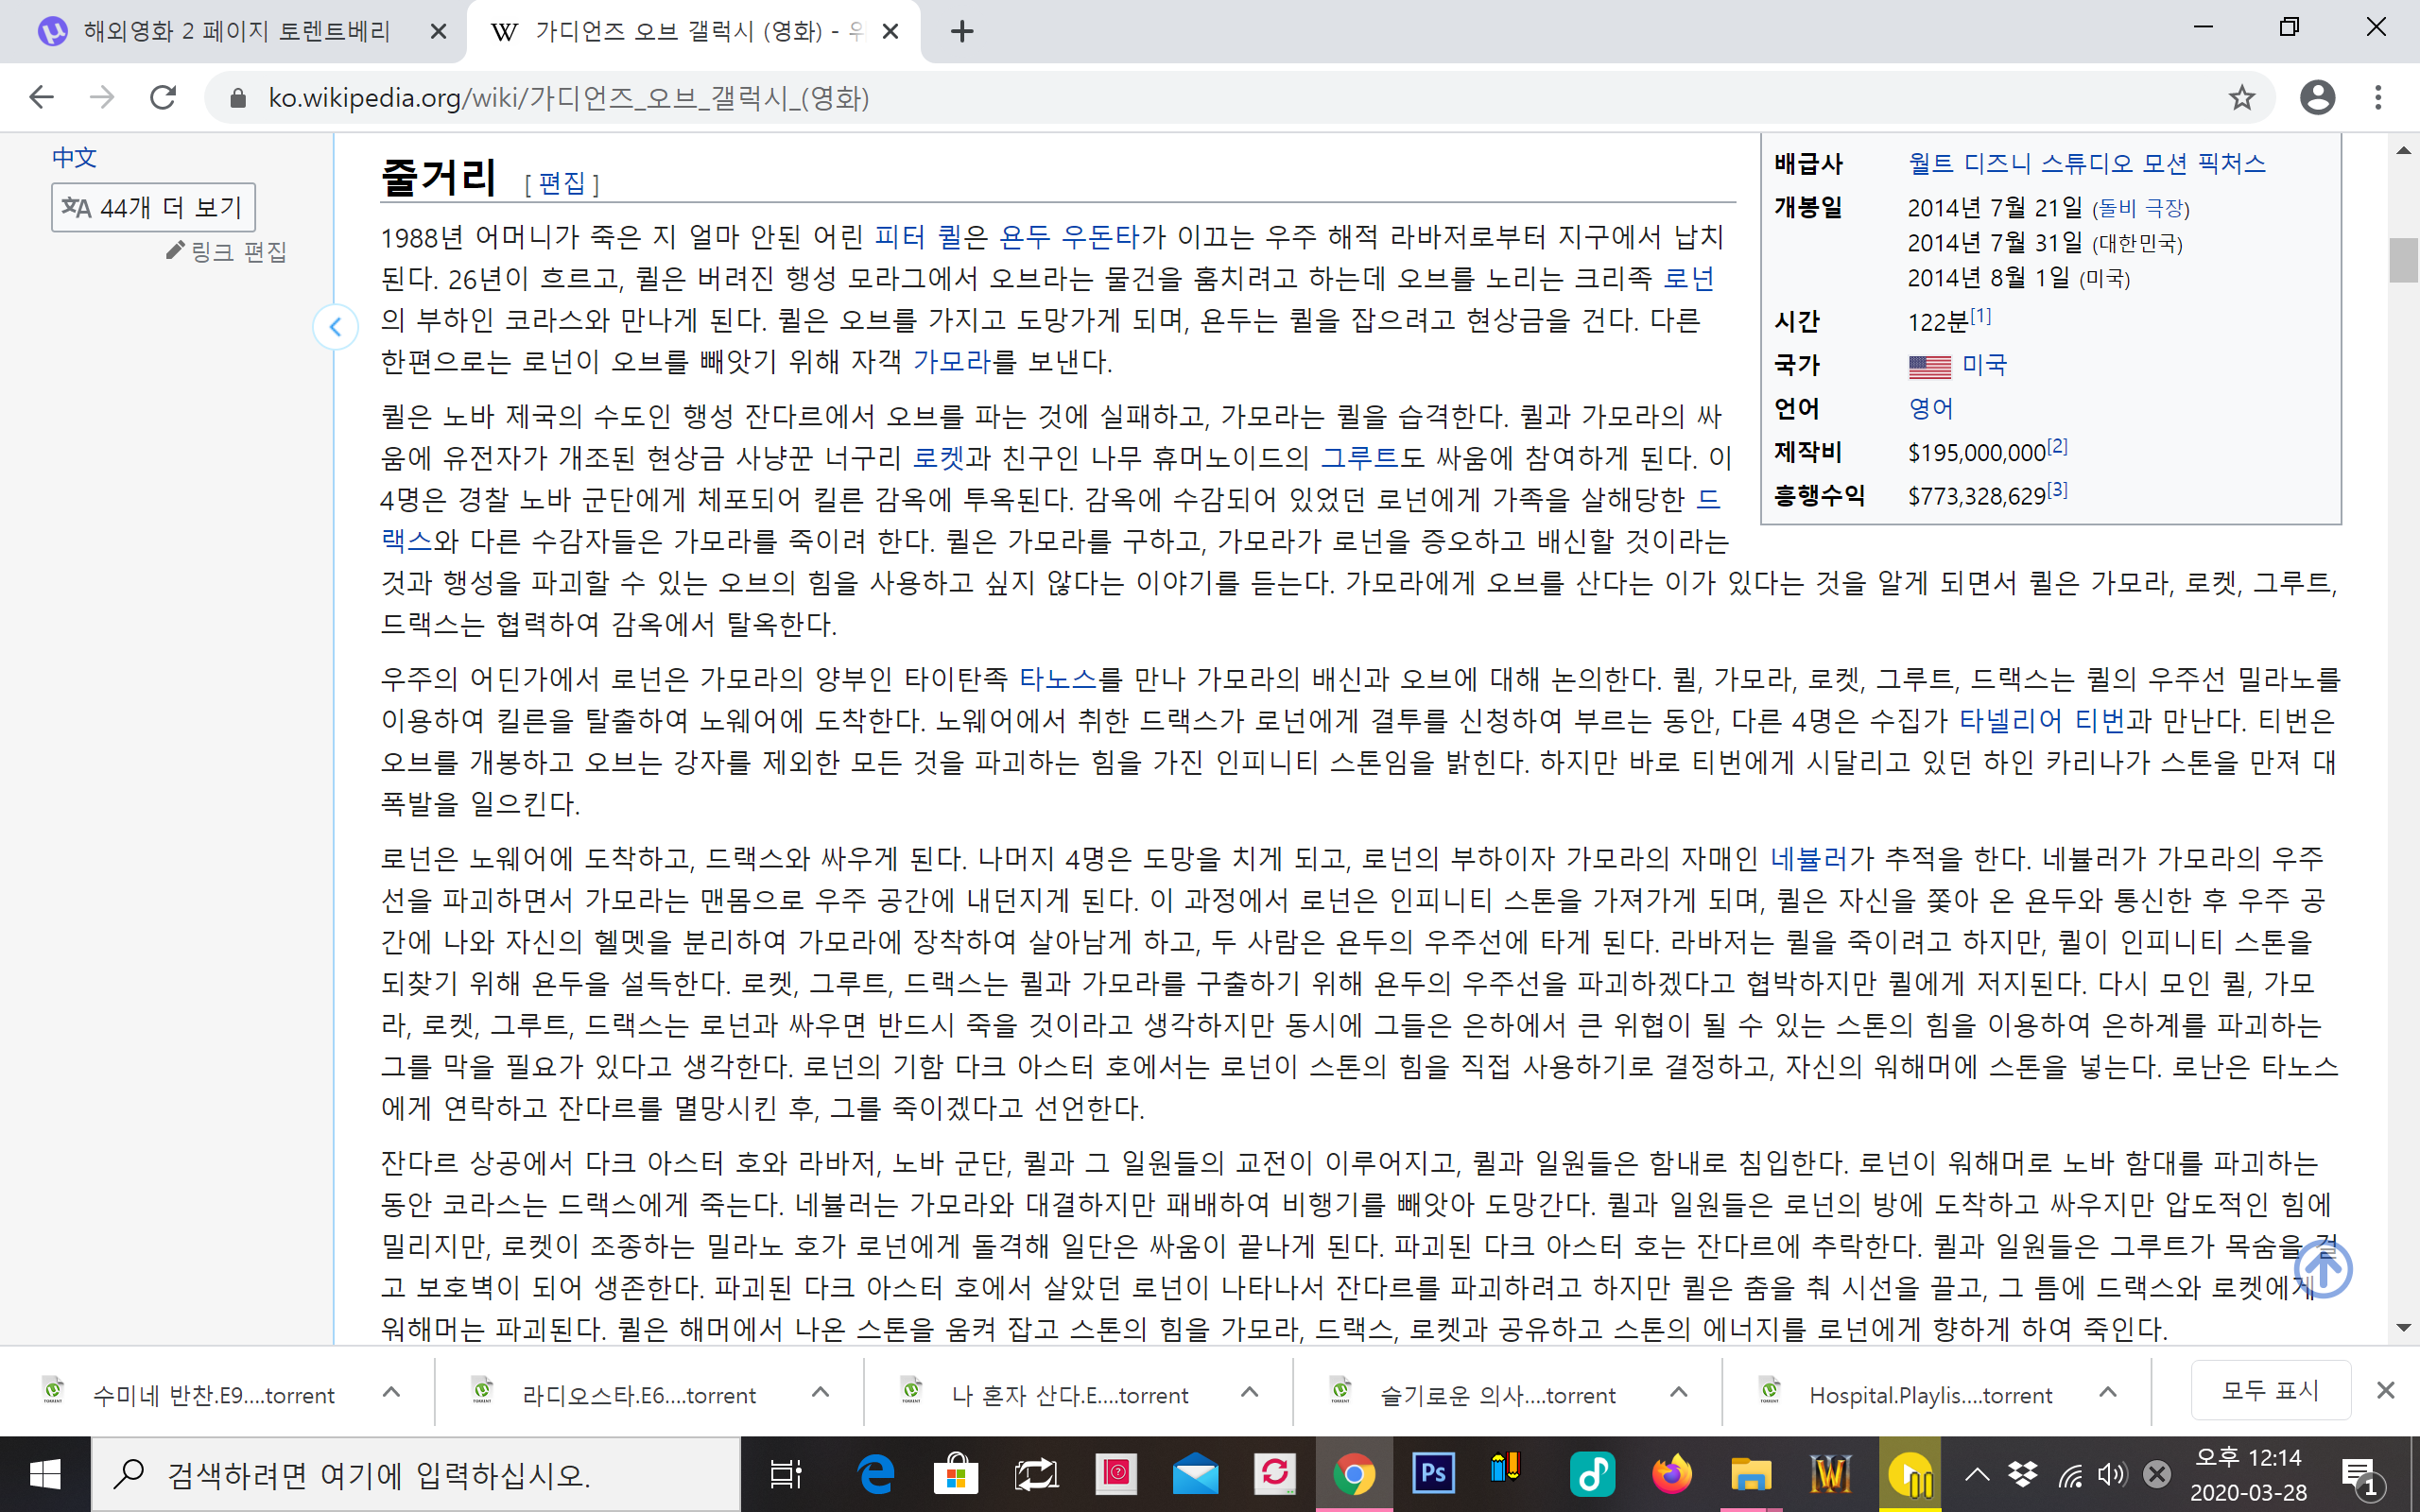 해외영화 2 페이지 토렌트베리
가디언즈 오브 갤럭시 (영화) -
ko.wikipedia.org/wiki/가디언즈_오브_갤럭시_(영화)
中文
44개 더 보기
링크 편집
줄거리 [ 편집 ]
1988년 어머니가 죽은 지 얼마 안된 어린 피터 퀼은 욘두 우돈타가 이끄는 우주 해적 라바저로부터 지구에서 납치
된다. 26년이 흐르고, 퀼은 버려진 행성 모라그에서 오브라는 물건을 훔치려고 하는데 오브를 노리는 크리족 로넌
의 부하인 코라스와 만나게 된다. 퀼은 오브를 가지고 도망가게 되며, 욘두는 퀼을 잡으려고 현상금을 건다. 다른
한편으로는 로넌이 오브를 빼앗기 위해 자객 가모라를 보낸다.
퀼은 노바 제국의 수도인 행성 잔다르에서 오브를 파는 것에 실패하고, 가모라는 퀼을 습격한다. 퀼과 가모라의 싸
움에 유전자가 개조된 현상금 사냥꾼 너구리 로켓과 친구인 나무 휴머노이드의 그루트도 싸움에 참여하게 된다. 이
4명은 경찰 노바 군단에게 체포되어 킬른 감옥에 투옥된다. 감옥에 수감되어 있었던 로넌에게 가족을 살해당한 드
랙스와 다른 수감자들은 가모라를 죽이려 한다. 퀼은 가모라를 구하고, 가모라가 로넌을 증오하고 배신할 것이라는
것과 행성을 파괴할 수 있는 오브의 힘을 사용하고 싶지 않다는 이야기를 듣는다. 가모라에게 오브를 산다는 이가 있다는 것을 알게 되면서 퀼은 가모라, 로켓, 그루트,
드랙스는 협력하여 감옥에서 탈옥한다.
우주의 어딘가에서 로넌은 가모라의 양부인 타이탄족 타노스를 만나 가모라의 배신과 오브에 대해 논의한다. 퀼, 가모라, 로켓, 그루트, 드랙스는 퀼의 우주선 밀라노를
이용하여 킬른을 탈출하여 노웨어에 도착한다. 노웨어에서 취한 드랙스가 로넌에게 결투를 신청하여 부르는 동안, 다른 4명은 수집가 타넬리어 티번과 만난다. 티번은
오브를 개봉하고 오브는 강자를 제외한 모든 것을 파괴하는 힘을 가진 인피니티 스톤임을 밝힌다. 하지만 바로 티번에게 시달리고 있던 하인 카리나가 스톤을 만져 대
폭발을 일으킨다.
로넌은 노웨어에 도착하고, 드랙스와 싸우게 된다. 나머지 4명은 도망을 치게 되고, 로넌의 부하이자 가모라의 자매인 네뷸러가 추적을 한다. 네뷸러가 가모라의 우주
선을 파괴하면서 가모라는 맨몸으로 우주 공간에 내던지게 된다. 이 과정에서 로넌은 인피니티 스톤을 가져가게 되며, 퀼은 자신을 쫓아 온 욘두와 통신한 후 우주 공
간에 나와 자신의 헬멧을 분리하여 가모라에 장착하여 살아남게 하고, 두 사람은 욘두의 우주선에 타게 된다. 라바저는 퀼을 죽이려고 하지만, 퀼이 인피니티 스톤을
되찾기 위해 욘두을 설득한다. 로켓, 그루트, 드랙스는 퀼과 가모라를 구출하기 위해 욘두의 우주선을 파괴하겠다고 협박하지만 퀼에게 저지된다. 다시 모인 퀼, 가모
라, 로켓, 그루트, 드랙스는 로넌과 싸우면 반드시 죽을 것이라고 생각하지만 동시에 그들은 은하에서 큰 위협이 될 수 있는 스톤의 힘을 이용하여 은하계를 파괴하는
그를 막을 필요가 있다고 생각한다. 로넌의 기함 다크 아스터 호에서는 로넌이 스톤의 힘을 직접 사용하기로 결정하고, 자신의 워해머에 스톤을 넣는다. 로난은 타노스
에게 연락하고 잔다르를 멸망시킨 후, 그를 죽이겠다고 선언한다.
잔다르 상공에서 다크 아스터 호와 라바저, 노바 군단, 퀼과 그 일원들의 교전이 이루어지고, 퀼과 일원들은 함내로 침입한다. 로넌이 워해머로 노바 함대를 파괴하는
동안 코라스는 드랙스에게 죽는다. 네뷸러는 가모라와 대결하지만 패배하여 비행기를 빼앗아 도망간다. 퀼과 일원들은 로넌의 방에 도착하고 싸우지만 압도적인 힘에
밀리지만, 로켓이 조종하는 밀라노 호가 로넌에게 돌격해 일단은 싸움이 끝나게 된다. 파괴된 다크 아스터 호는 잔다르에 추락한다. 퀼과 일원들은 그루트가 목숨을 걸
고 보호벽이 되어 생존한다. 파괴된 다크 아스터 호에서 살았던 로넌이 나타나서 잔다르를 파괴하려고 하지만 퀼은 춤을 춰 시선을 끌고, 그 틈에 드랙스와 로켓에게
워해머는 파괴된다. 퀼은 해머에서 나온 스톤을 움켜 잡고 스톤의 힘을 가모라, 드랙스, 로켓과 공유하고 스톤의 에너지를 로넌에게 향하게 하여 죽인다.
배급사 월트 디즈니 스튜디오 모션 픽처스
개봉일 2014년 7월 21일 (돌비 극장)
2014년 7월 31일 (대한민국)
2014년 8월 1일 (미국)
시간 122분[1]
국가 미국
언어 영어
제작비 $195,000,000[2]
흥행수익 $773,328,629[3]
수미네 반찬.E9....torrent
라디오스타.E6....torrent
나 혼자 산다.E....torrent
슬기로운 의사....torrent
Hospital.Playlis....torrent
모두 표시
검색하려면 여기에 입력하십시오.
Ps
오후 12:14
2020-03-28
1